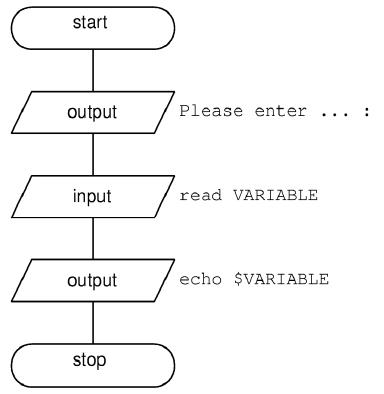 start
output Please enter ... :
input read VARIABLE
output echo $VARIABLE
stop